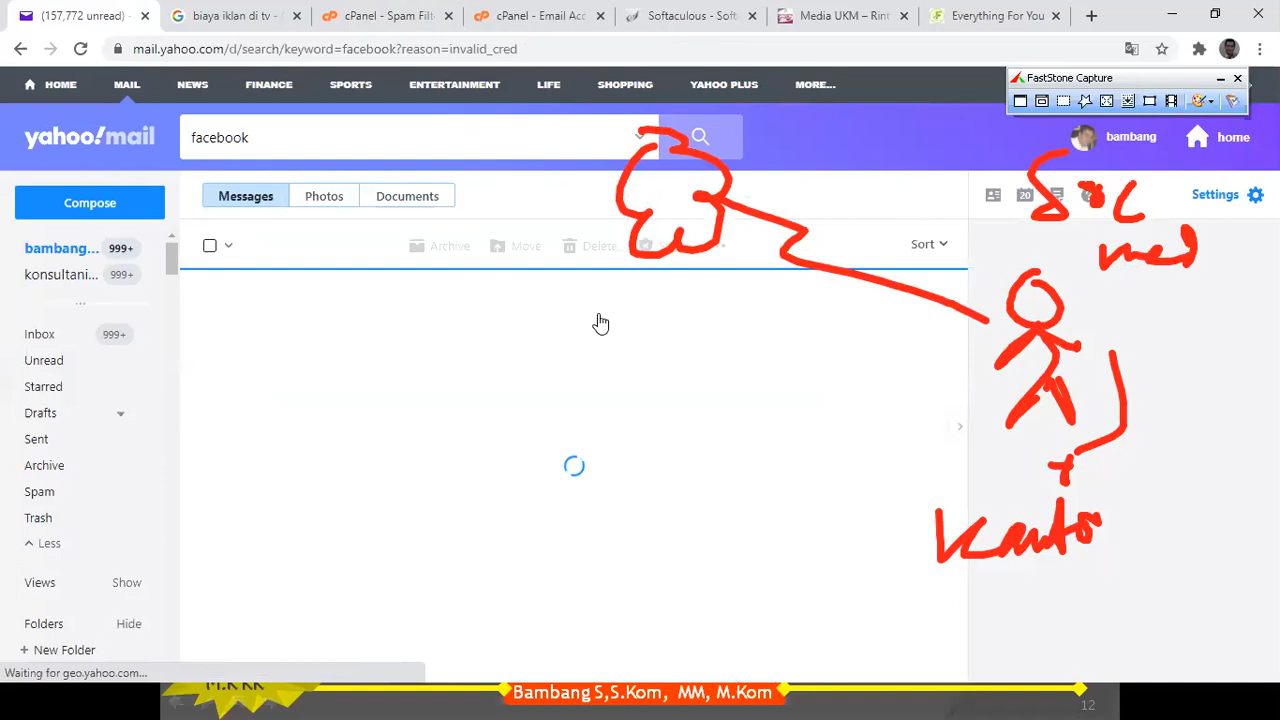 (157,772 unread)
biaya iklan di tv -
cPanel - Spam Filt
cPanel - Email Acc
Softaculous - Soft
Media UKM – Rint
Everything For You
mail.yahoo.com/d/search/keyword=facebook?reason=invalid_cred
FastStone Capture
HOME MAIL NEWS FINANCE SPORTS ENTERTAINMENT LIFE SHOPPING YAHOO PLUS MORE...
yahoo!mail
facebook
bambang
home
Compose
Messages Photos Documents
20
Soc
med
Settings
bambang... 999+
konsultani... 999+
Archive Move Delete
Sort
Inbox 999+
Unread
Starred
Drafts
Sent
Archive
Spam
Trash
Less
Views Show
Folders Hide
+ New Folder
Kantor
Waiting for geo.yahoo.com...
Bambang S,S.Kom, MM, M.Kom
12